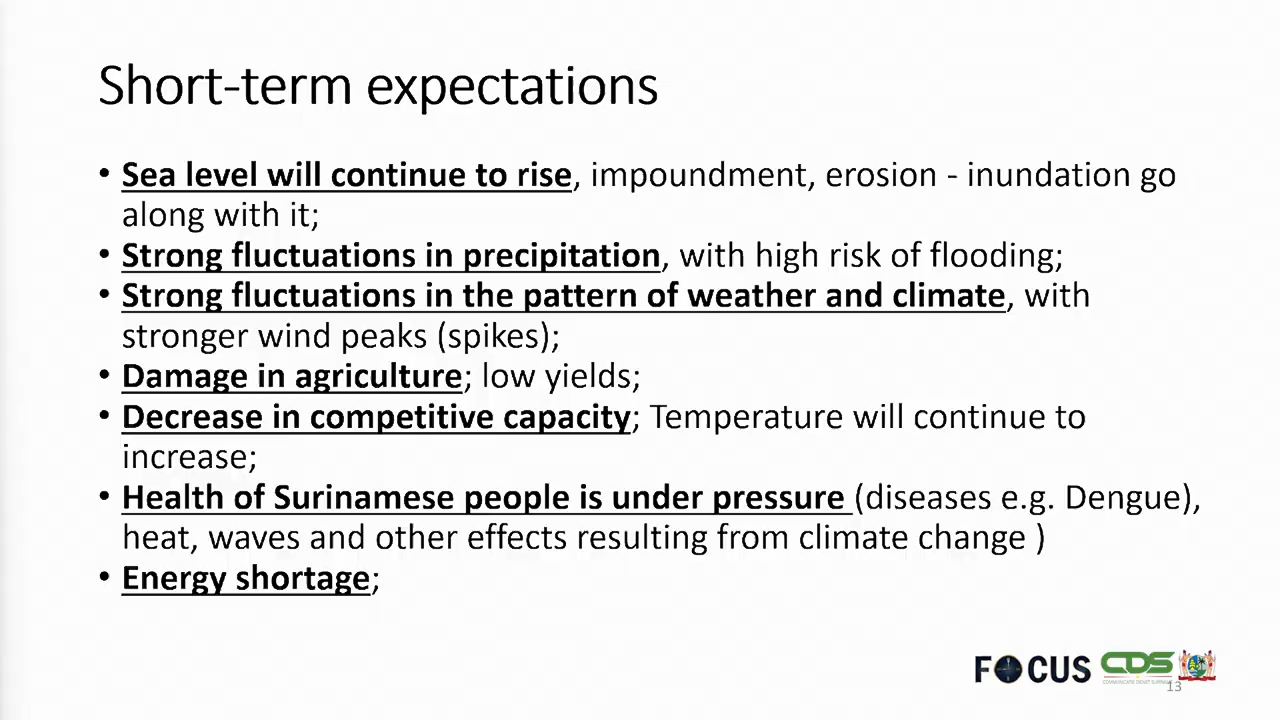 Short-term expectations
• Sea level will continue to rise, impoundment, erosion - inundation go
along with it;
• Strong fluctuations in precipitation, with high risk of flooding;
• Strong fluctuations in the pattern of weather and climate, with
stronger wind peaks (spikes);
• Damage in agriculture; low yields;
• Decrease in competitive capacity; Temperature will continue to
increase;
• Health of Surinamese people is under pressure (diseases e.g. Dengue),
heat, waves and other effects resulting from climate change )
• Energy shortage;
FOCUS CDS
13